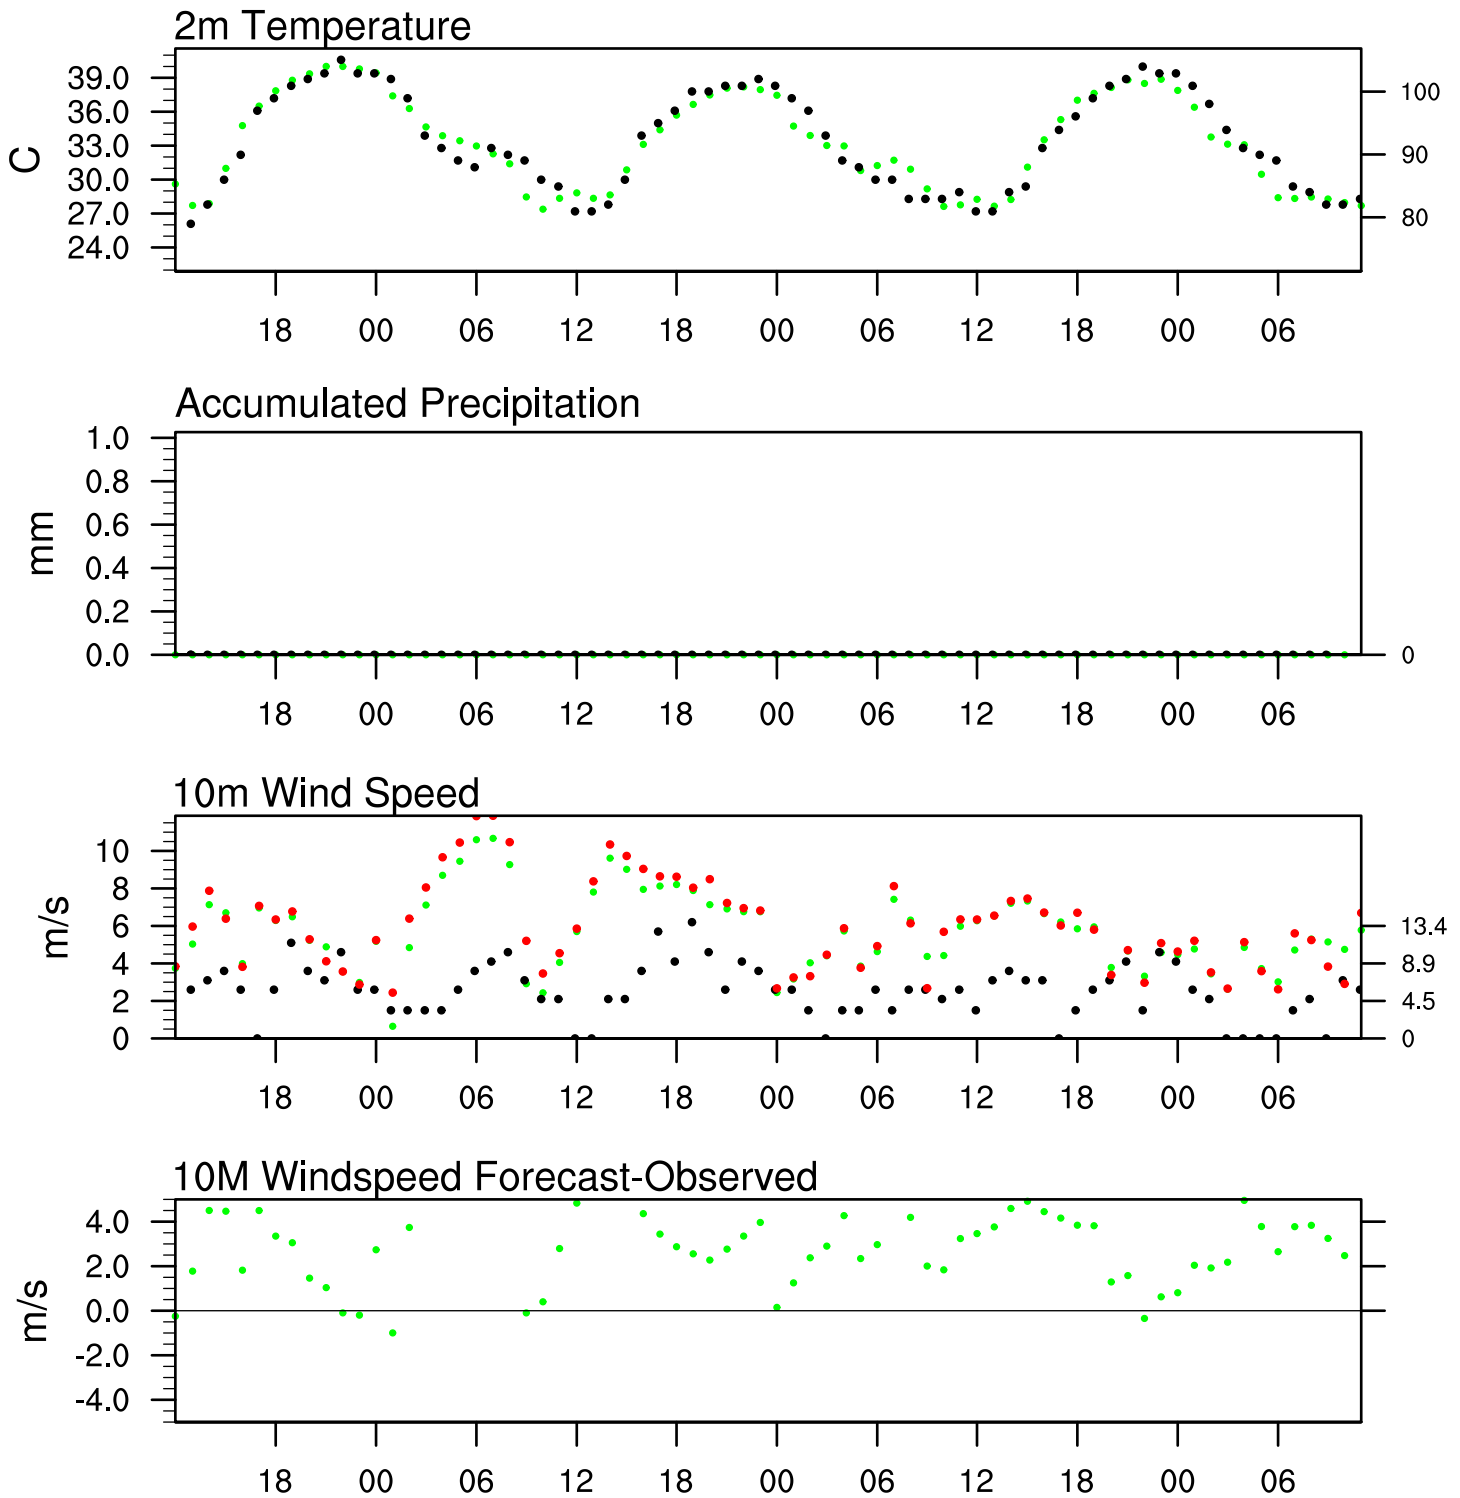 2m Temperature
C
39.0
36.0
33.0
30.0
27.0
24.0
100
90
80
18 00 06 12 18 00 06 12 18 00 06
Accumulated Precipitation
mm
1.0
0.8
0.6
0.4
0.2
0.0
0
18 00 06 12 18 00 06 12 18 00 06
10m Wind Speed
m/s
10
8
6
4
2
0
13.4
8.9
4.5
0
18 00 06 12 18 00 06 12 18 00 06
10M Windspeed Forecast-Observed
m/s
4.0
2.0
0.0
-2.0
-4.0
18 00 06 12 18 00 06 12 18 00 06